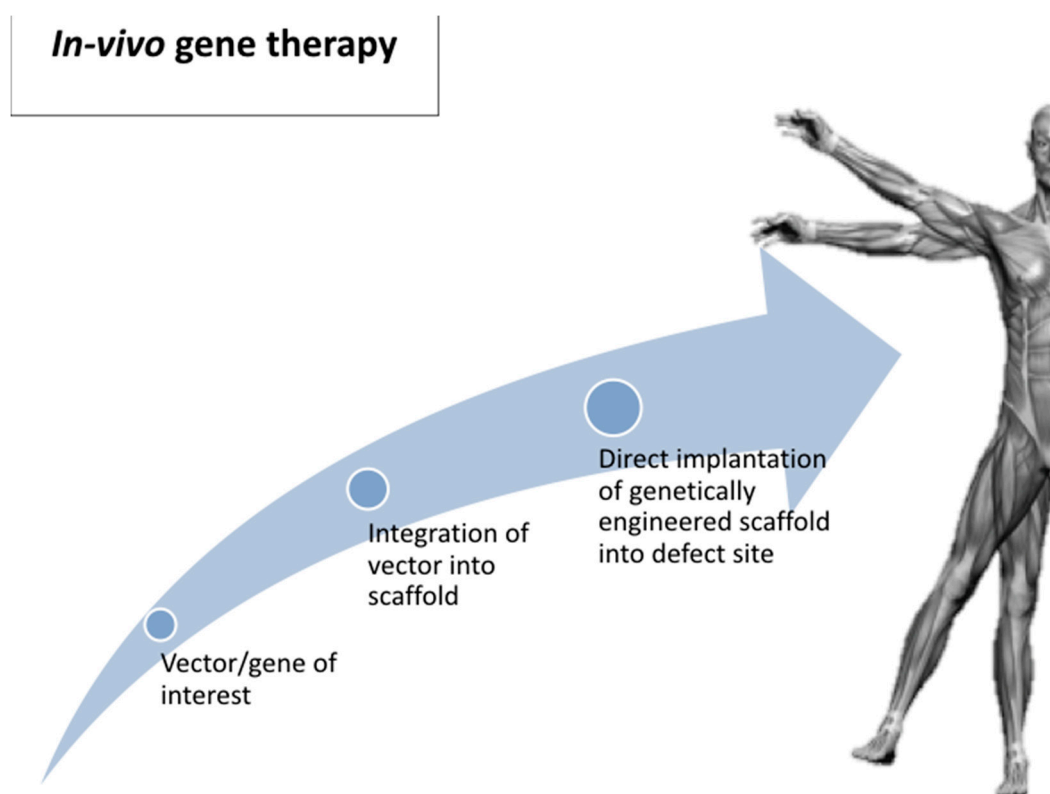 In-vivo gene therapy
Vector/gene of
interest
Integration of
vector into
scaffold
Direct implantation
of genetically
engineered scaffold
into defect site